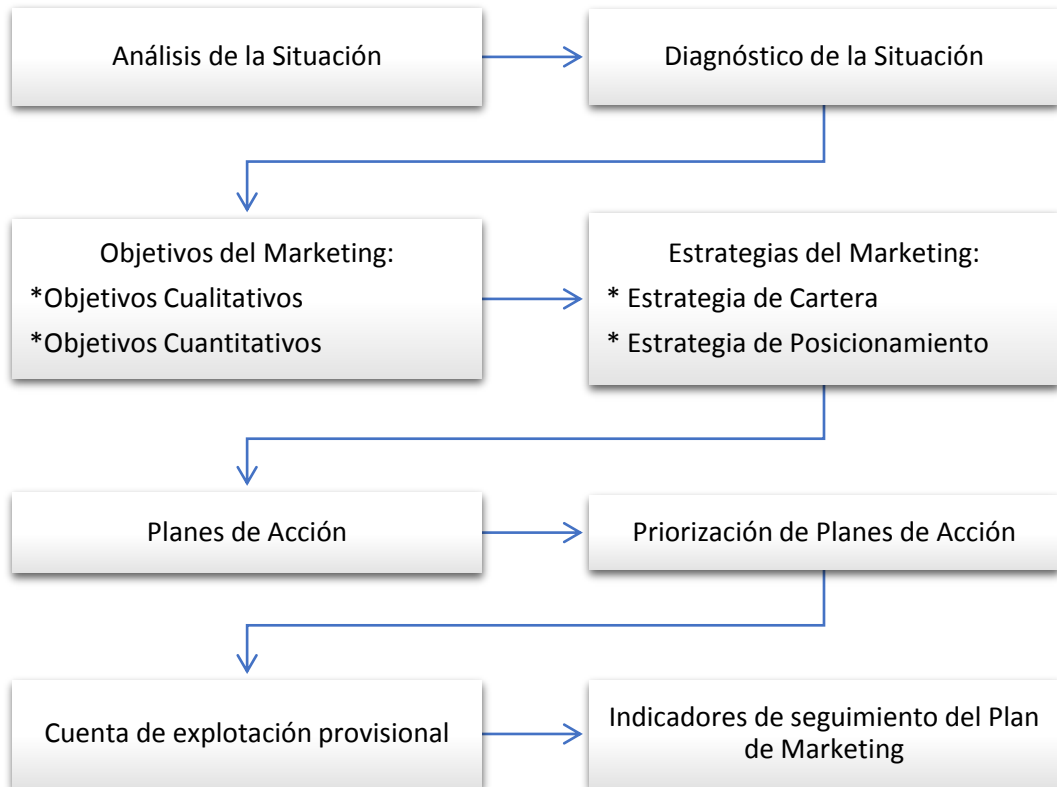 Análisis de la Situación
Diagnóstico de la Situación
Objetivos del Marketing:
*Objetivos Cualitativos
*Objetivos Cuantitativos
Estrategias del Marketing:
* Estrategia de Cartera
* Estrategia de Posicionamiento
Planes de Acción
Priorización de Planes de Acción
Cuenta de explotación provisional
Indicadores de seguimiento del Plan
de Marketing